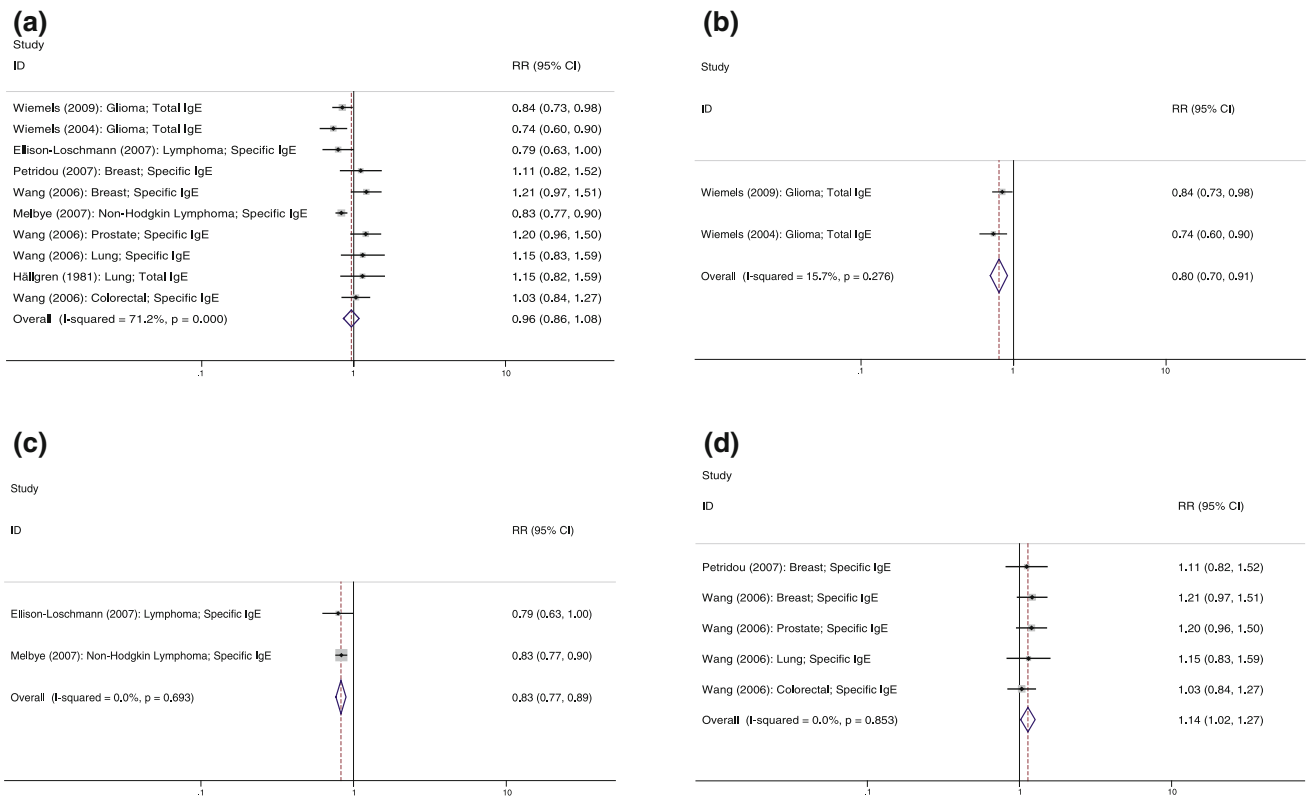 (a)
Study
ID RR (95% CI)
Wiemels (2009): Glioma; Total IgE 0.84 (0.73, 0.98)
Wiemels (2004): Glioma; Total IgE 0.74 (0.60, 0.90)
Ellison-Loschmann (2007): Lymphoma; Specific IgE 0.79 (0.63, 1.00)
Petridou (2007): Breast; Specific IgE 1.11 (0.82, 1.52)
Wang (2006): Breast; Specific IgE 1.21 (0.97, 1.51)
Melbye (2007): Non-Hodgkin Lymphoma; Specific IgE 0.83 (0.77, 0.90)
Wang (2006): Prostate; Specific IgE 1.20 (0.96, 1.50)
Wang (2006): Lung; Specific IgE 1.15 (0.83, 1.59)
Hällgren (1981): Lung; Total IgE 1.15 (0.82, 1.59)
Wang (2006): Colorectal; Specific IgE 1.03 (0.84, 1.27)
Overall (I-squared = 71.2%, p = 0.000) 0.96 (0.86, 1.08)
.1 1 10
(b)
Study
ID RR (95% CI)
Wiemels (2009): Glioma; Total IgE 0.84 (0.73, 0.98)
Wiemels (2004): Glioma; Total IgE 0.74 (0.60, 0.90)
Overall (I-squared = 15.7%, p = 0.276) 0.80 (0.70, 0.91)
.1 1 10
(c)
Study
ID RR (95% CI)
Ellison-Loschmann (2007): Lymphoma; Specific IgE 0.79 (0.63, 1.00)
Melbye (2007): Non-Hodgkin Lymphoma; Specific IgE 0.83 (0.77, 0.90)
Overall (I-squared = 0.0%, p = 0.693) 0.83 (0.77, 0.89)
.1 1 10
(d)
Study
ID RR (95% CI)
Petridou (2007): Breast; Specific IgE 1.11 (0.82, 1.52)
Wang (2006): Breast; Specific IgE 1.21 (0.97, 1.51)
Wang (2006): Prostate; Specific IgE 1.20 (0.96, 1.50)
Wang (2006): Lung; Specific IgE 1.15 (0.83, 1.59)
Wang (2006): Colorectal; Specific IgE 1.03 (0.84, 1.27)
Overall (I-squared = 0.0%, p = 0.853) 1.14 (1.02, 1.27)
.1 1 10